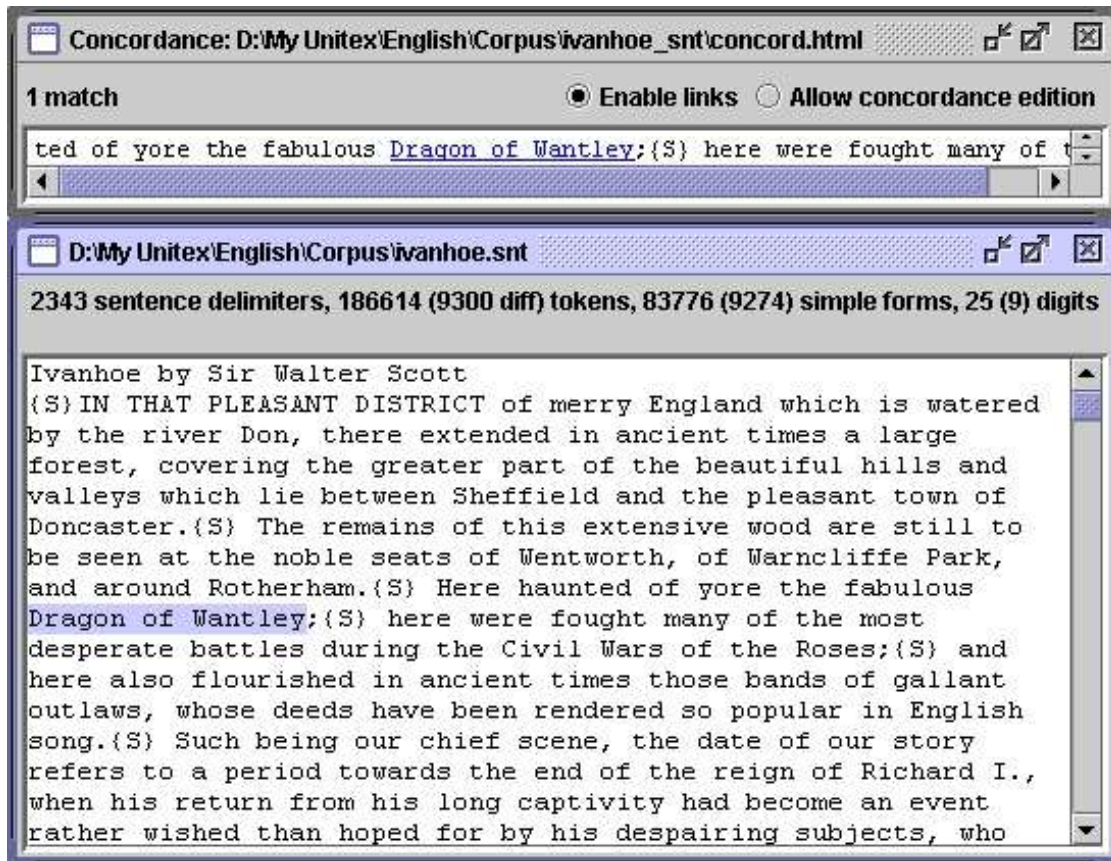 Concordance: D:\My Unitex\English\Corpus\ivanhoe_snt\concord.html
1 match
Enable links Allow concordance edition
ted of yore the fabulous Dragon of Wantley;{S} here were fought many of t
D:\My Unitex\English\Corpus\ivanhoe.snt
2343 sentence delimiters, 186614 (9300 diff) tokens, 83776 (9274) simple forms, 25 (9) digits
Ivanhoe by Sir Walter Scott
{S}IN THAT PLEASANT DISTRICT of merry England which is watered
by the river Don, there extended in ancient times a large
forest, covering the greater part of the beautiful hills and
valleys which lie between Sheffield and the pleasant town of
Doncaster.{S} The remains of this extensive wood are still to
be seen at the noble seats of Wentworth, of Warncliffe Park,
and around Rotherham.{S} Here haunted of yore the fabulous
Dragon of Wantley;{S} here were fought many of the most
desperate battles during the Civil Wars of the Roses;{S} and
here also flourished in ancient times those bands of gallant
outlaws, whose deeds have been rendered so popular in English
song.{S} Such being our chief scene, the date of our story
refers to a period towards the end of the reign of Richard I.,
when his return from his long captivity had become an event
rather wished than hoped for by his despairing subjects, who